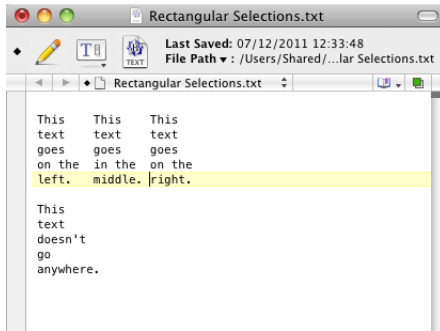 Rectangular Selections.txt
Last Saved: 07/12/2011 12:33:48
File Path ▾ : /Users/Shared/...lar Selections.txt
TEXT
Rectangular Selections.txt
This    This    This
text    text    text
goes    goes    goes
on the  in the  on the
left.   middle. right.
This
text
doesn't
go
anywhere.